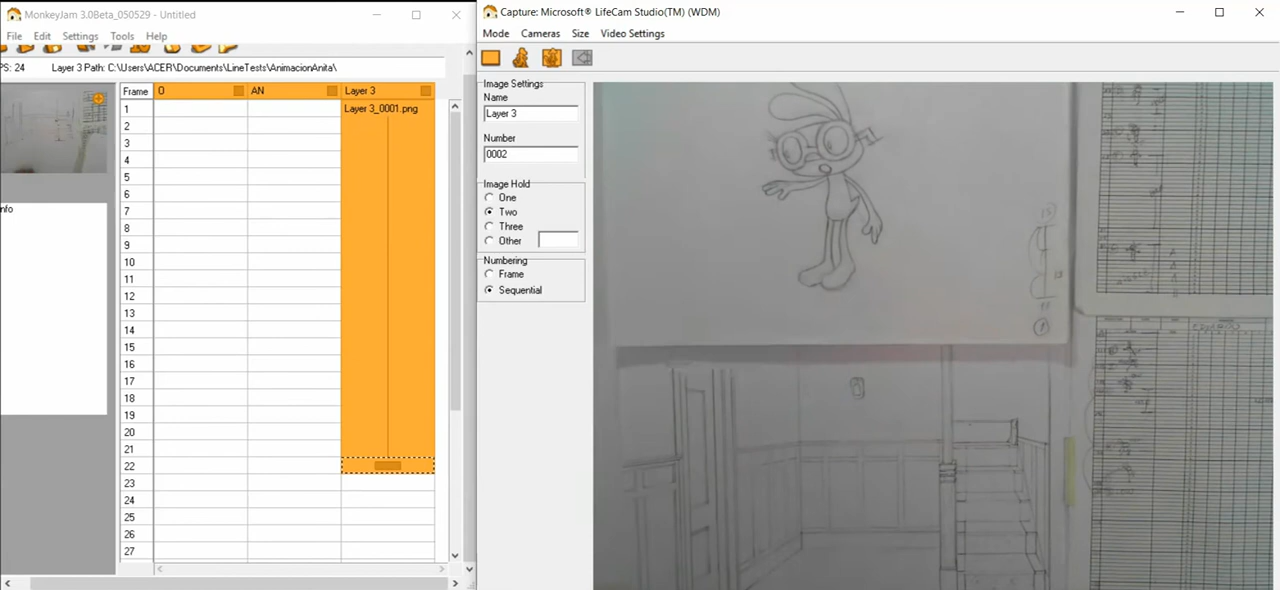 MonkeyJam 3.0Beta_050529 - Untitled
File Edit Settings Tools Help
PS: 24 Layer 3 Path: C:\Users\ACER\Documents\LineTests\AnimacionAnita\
Frame 0 AN Layer 3
1 Layer 3_0001.png
2
3
4
5
6
7
8
9
10
11
12
13
14
15
16
17
18
19
20
21
22
23
24
25
26
27
nfo
Capture: Microsoft® LifeCam Studio(TM) (WDM)
Mode Cameras Size Video Settings
Image Settings
Name
Layer 3
Number
0002
Image Hold
One
Two
Three
Other
Numbering
Frame
Sequential
1